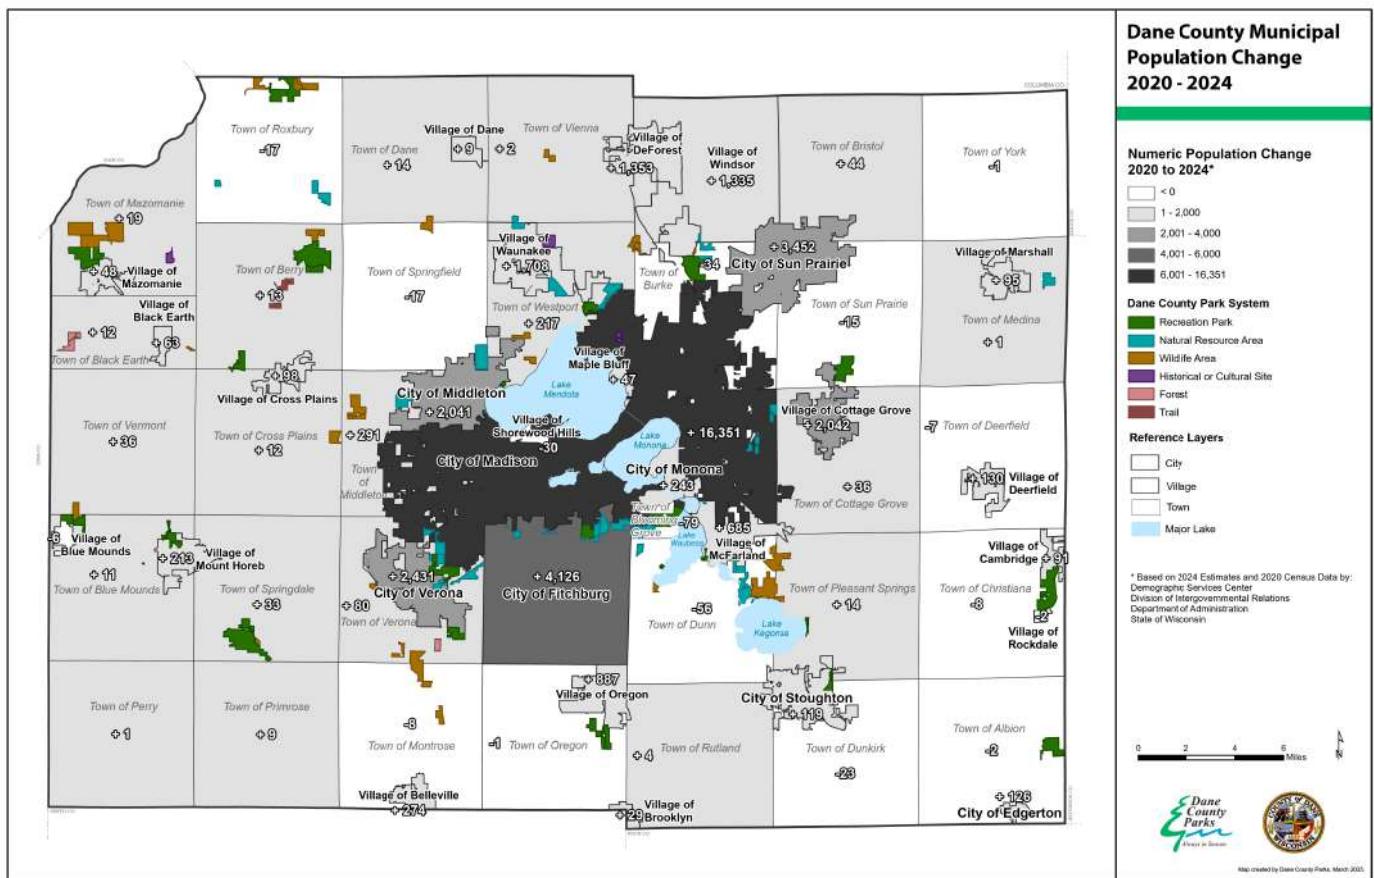 Dane County Municipal
Population Change
2020 - 2024
Numeric Population Change
2020 to 2024*
< 0
1 - 2,000
2,001 - 4,000
4,001 - 6,000
6,001 - 16,351
Dane County Park System
Recreation Park
Natural Resource Area
Wildlife Area
Historical or Cultural Site
Forest
Trail
Reference Layers
City
Village
Town
Major Lake
* Based on 2024 Estimates and 2020 Census Data by:
Demographic Services Center
Division of Intergovernmental Relations
Department of Administration
State of Wisconsin
0 2 4 6
Miles
N
Dane
County
Parks
COUNTY OF DANE
WISCONSIN
Map created by Dane County Parks, March 2025.
COLUMBIA CO
Town of Roxbury
-17
Town of Dane
+ 14
Village of Dane
+ 9
Town of Vienna
+ 2
Village of
DeForest
+ 1,353
Village of
Windsor
+ 1,335
Town of Bristol
+ 44
Town of York
-1
Town of Mazomanie
+ 19
+ 48
Village of
Mazomanie
Town of Berry
+ 13
Town of Springfield
-17
Village of
Waunakee
+ 1,708
Town of Westport
+ 217
Town of
Burke
-34
+ 3,452
City of Sun Prairie
Town of Sun Prairie
-15
Village of Marshall
+ 95
Town of Medina
+ 1
Village of
Black Earth
+ 63
+ 12
Town of Black Earth
+ 98
Village of Cross Plains
City of Middleton
+ 2,041
Lake
Mendota
Village of
Maple Bluff
+ 47
Village of
Shorewood Hills
-30
Town of Vermont
+ 36
Town of Cross Plains
+ 12
+ 291
Town
of
Middleton
City of Madison
+ 16,351
Lake
Monona
City of Monona
+ 243
Village of Cottage Grove
+ 2,042
+ 36
Town of Cottage Grove
-7
Town of Deerfield
+ 130
Village of
Deerfield
-6
Village of
Blue Mounds
+ 11
Town of Blue Mounds
+ 213
Village of
Mount Horeb
Town of Springdale
+ 33
+ 2,431
City of Verona
+ 80
Town of Verona
+ 4,126
City of Fitchburg
Town of
Blooming
Grove
-79
Lake
Waubesa
+ 685
Village of
McFarland
-56
Town of Dunn
Lake
Kegonsa
Town of Pleasant Springs
+ 14
Town of Christiana
-8
Village of
Cambridge
+ 91
-2
Village of
Rockdale
Town of Perry
+ 1
Town of Primrose
+ 9
-8
Town of Montrose
Village of Belleville
+ 274
-1
Town of Oregon
+ 887
Village of Oregon
+ 4
Town of Rutland
+ 29
Village of
Brooklyn
City of Stoughton
+ 119
Town of Dunkirk
-23
Town of Albion
-2
+ 126
City of Edgerton